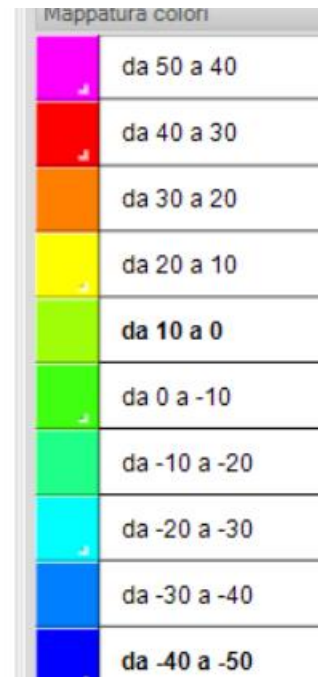 Mappatura colori
da 50 a 40
da 40 a 30
da 30 a 20
da 20 a 10
da 10 a 0
da 0 a -10
da -10 a -20
da -20 a -30
da -30 a -40
da -40 a -50